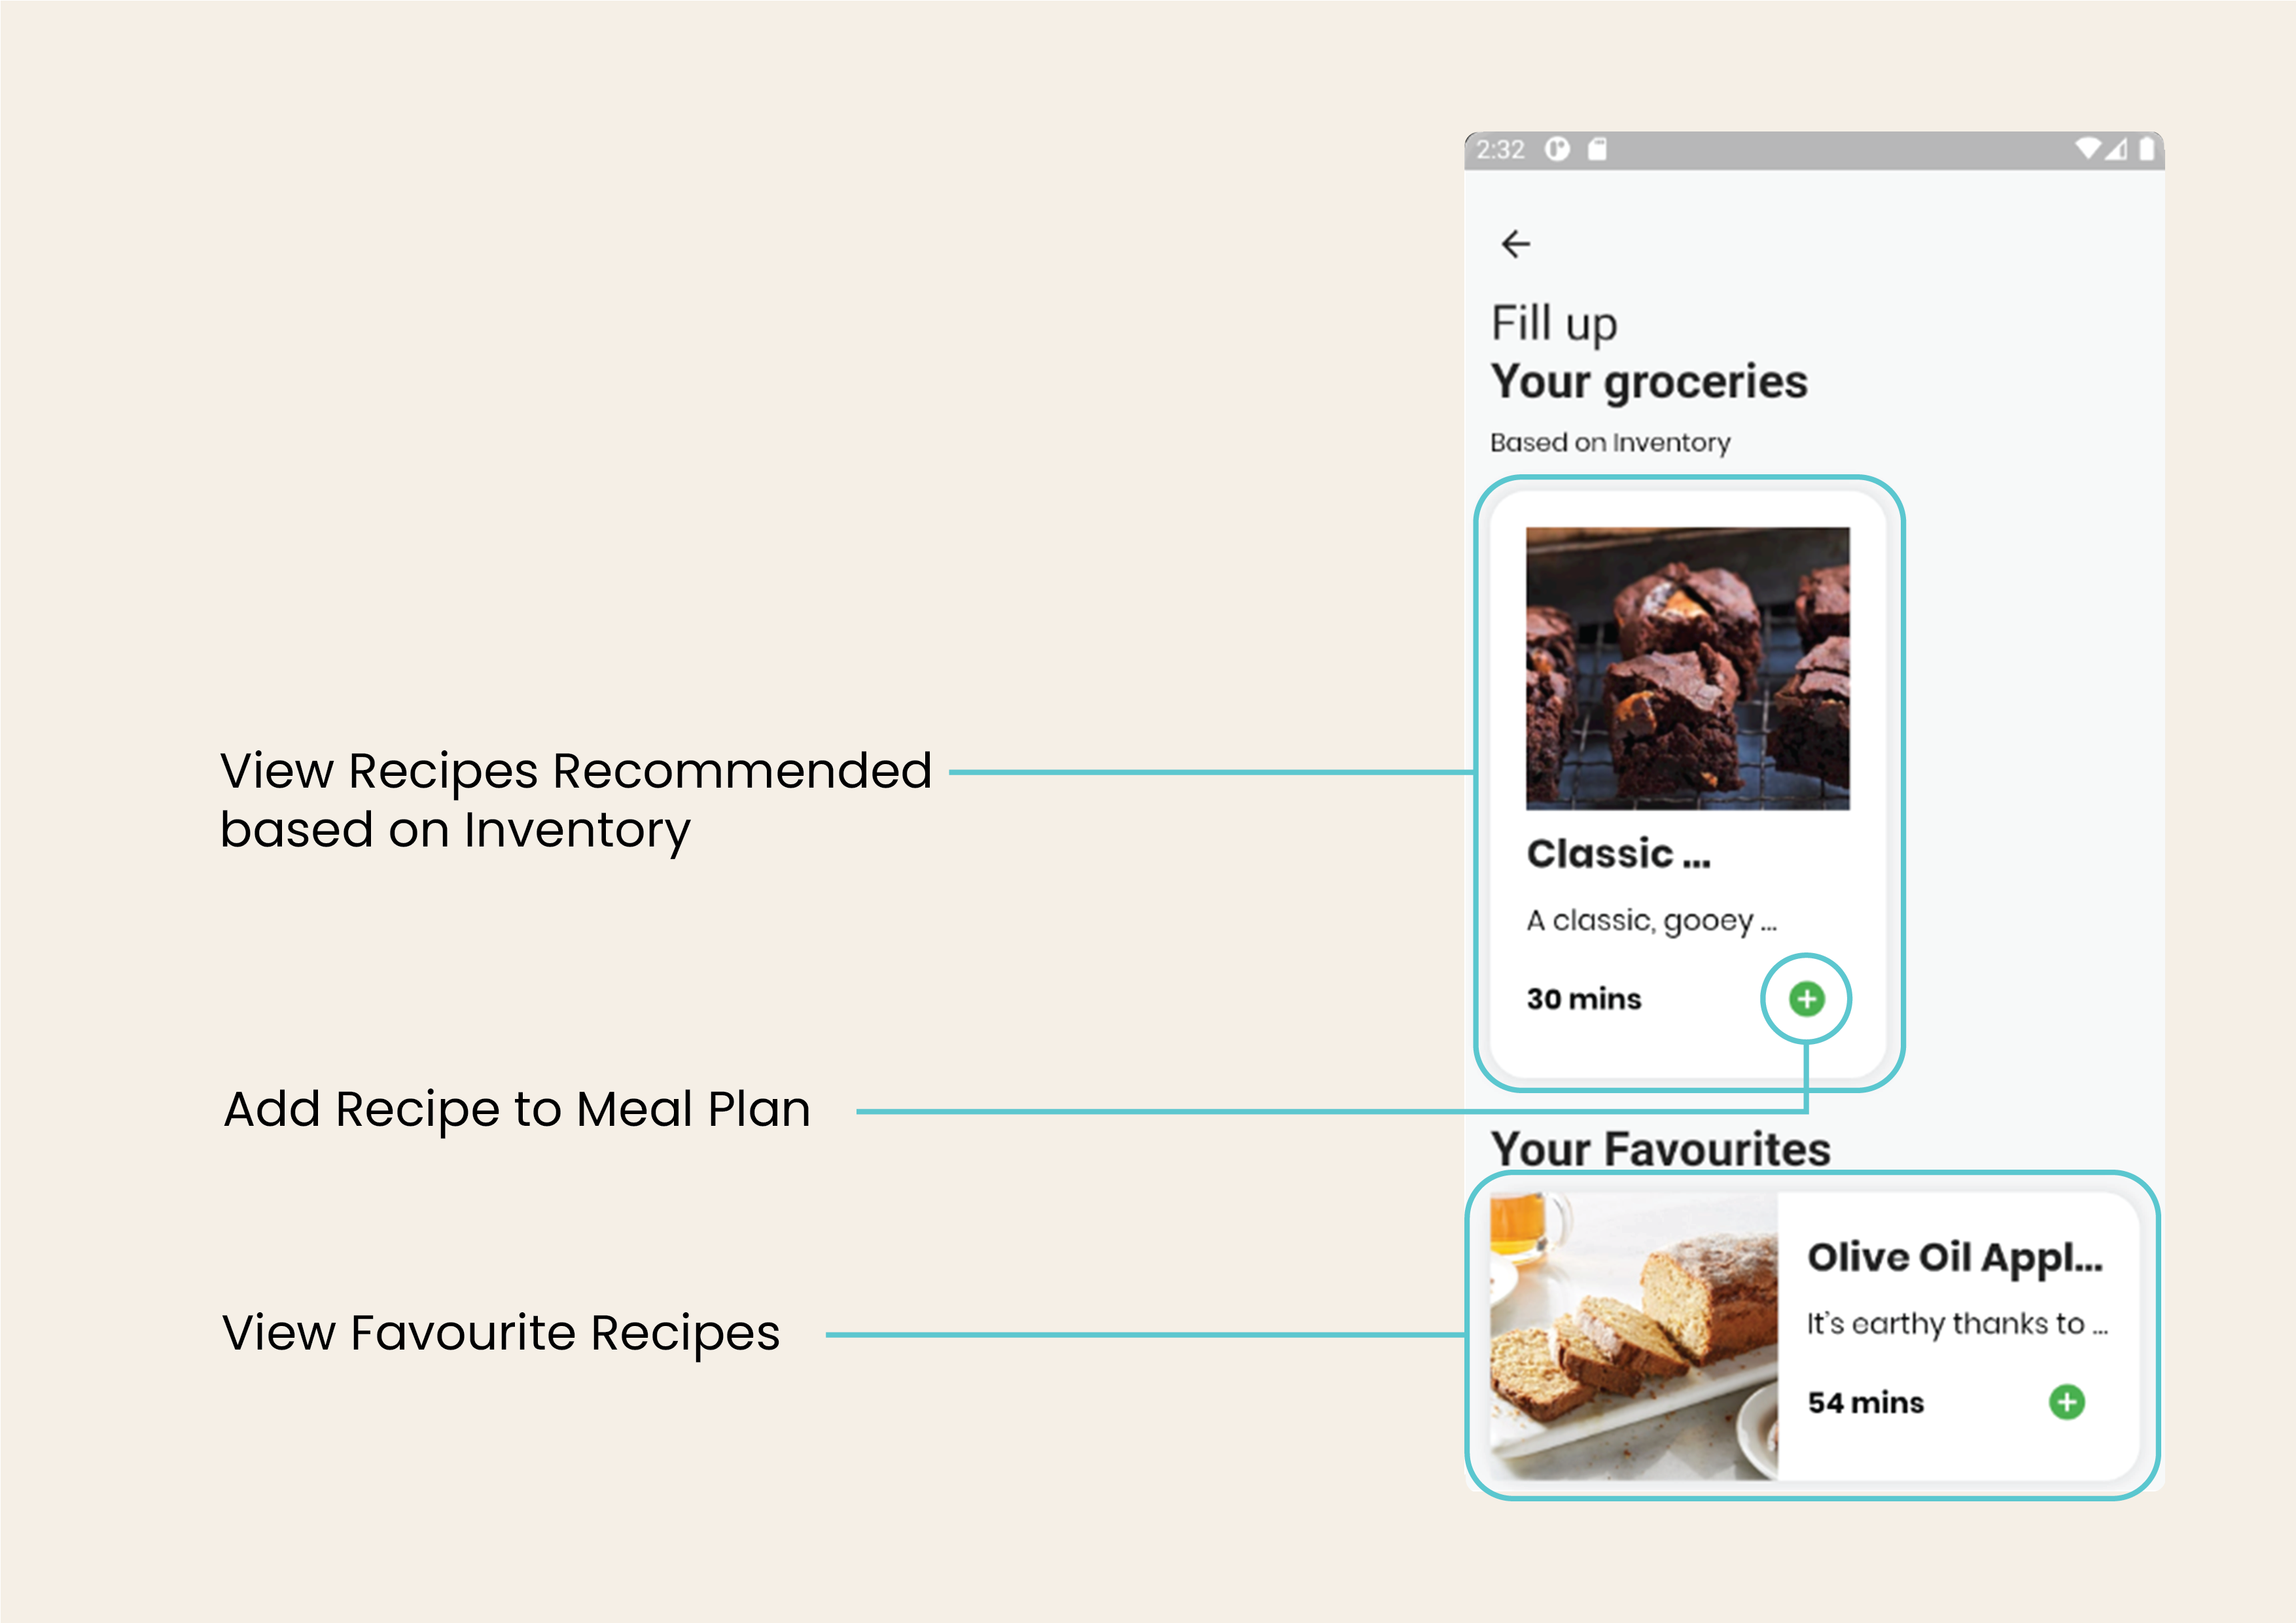 2:32
Fill up
Your groceries
Based on Inventory
View Recipes Recommended
based on Inventory
Classic ...
A classic, gooey ...
30 mins
Add Recipe to Meal Plan
Your Favourites
Olive Oil Appl...
It's earthy thanks to ...
View Favourite Recipes
54 mins